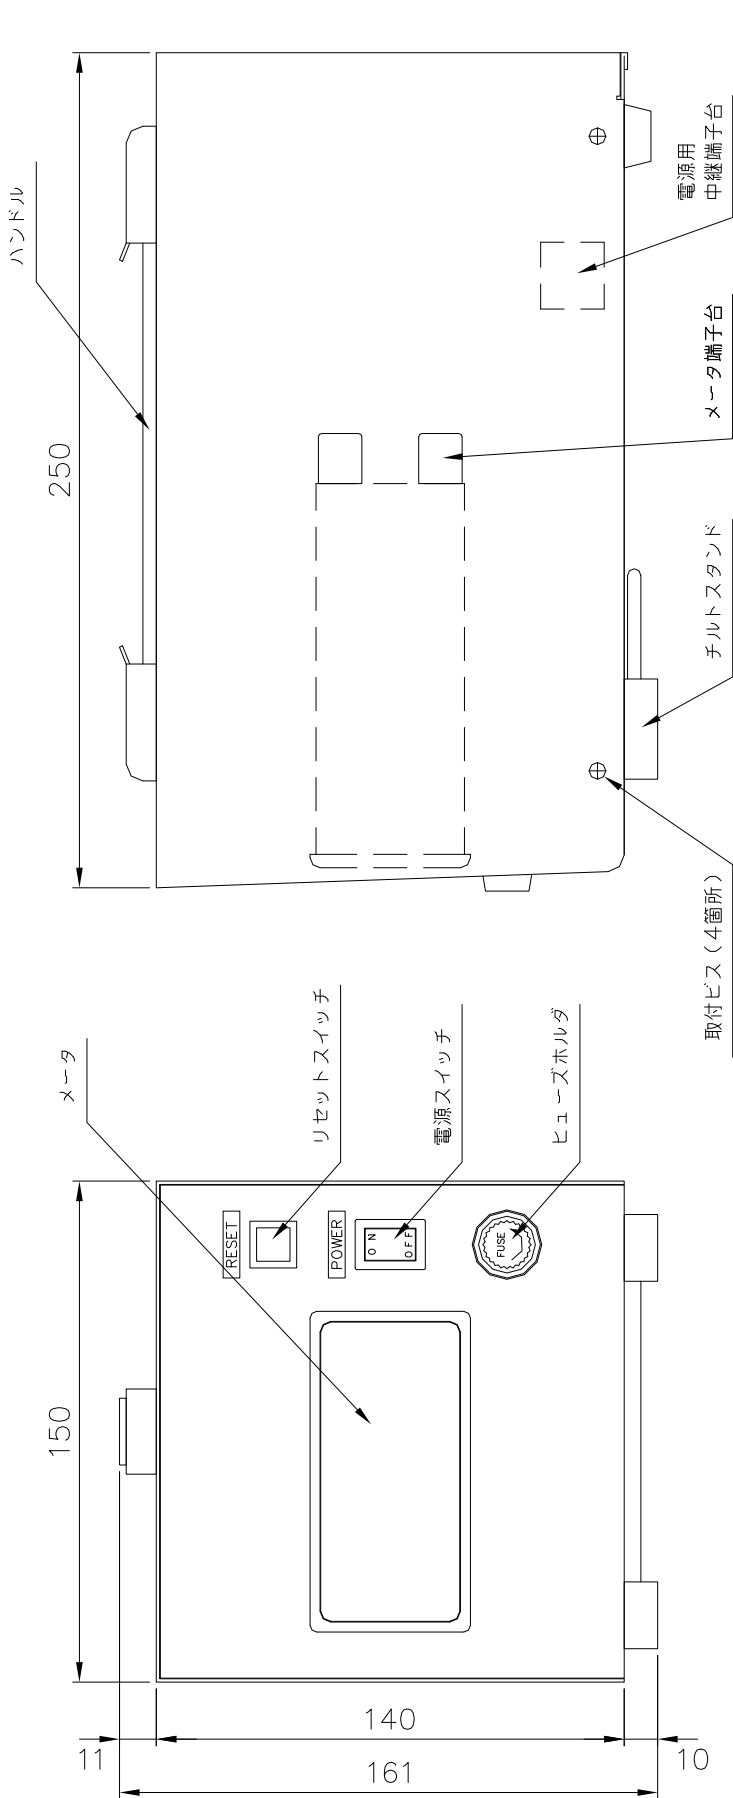 ハンドル
250
電源用
中継端子台
メータ端子台
チルトスタンド
取付ビス（4箇所）
メータ
リセットスイッチ
電源スイッチ
ヒューズホルダ
RESET
POWER
ON
OFF
FUSE
150
140
11
10
161